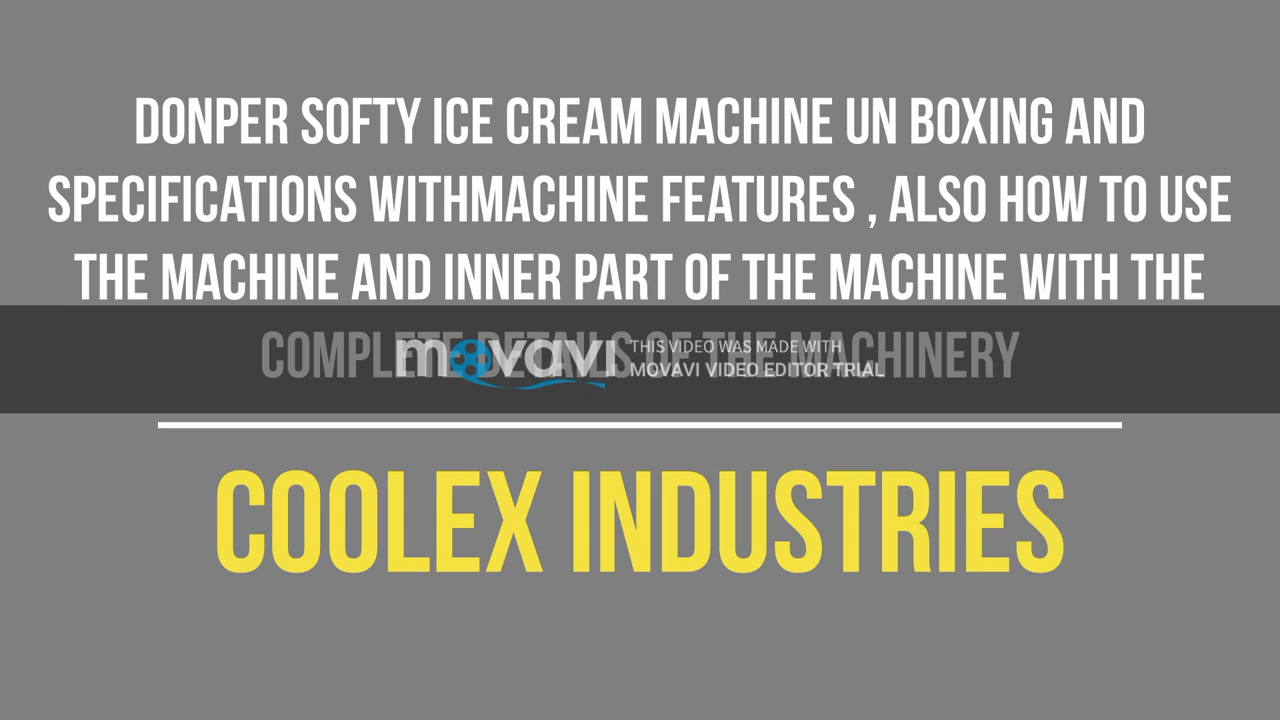 DONPER SOFTY ICE CREAM MACHINE UN BOXING AND
SPECIFICATIONS WITHMACHINE FEATURES , ALSO HOW TO USE
THE MACHINE AND INNER PART OF THE MACHINE WITH THE
COMPLETE DETAILS OF THE MACHINERY
movavi
THIS VIDEO WAS MADE WITH
MOVAVI VIDEO EDITOR TRIAL
COOLEX INDUSTRIES